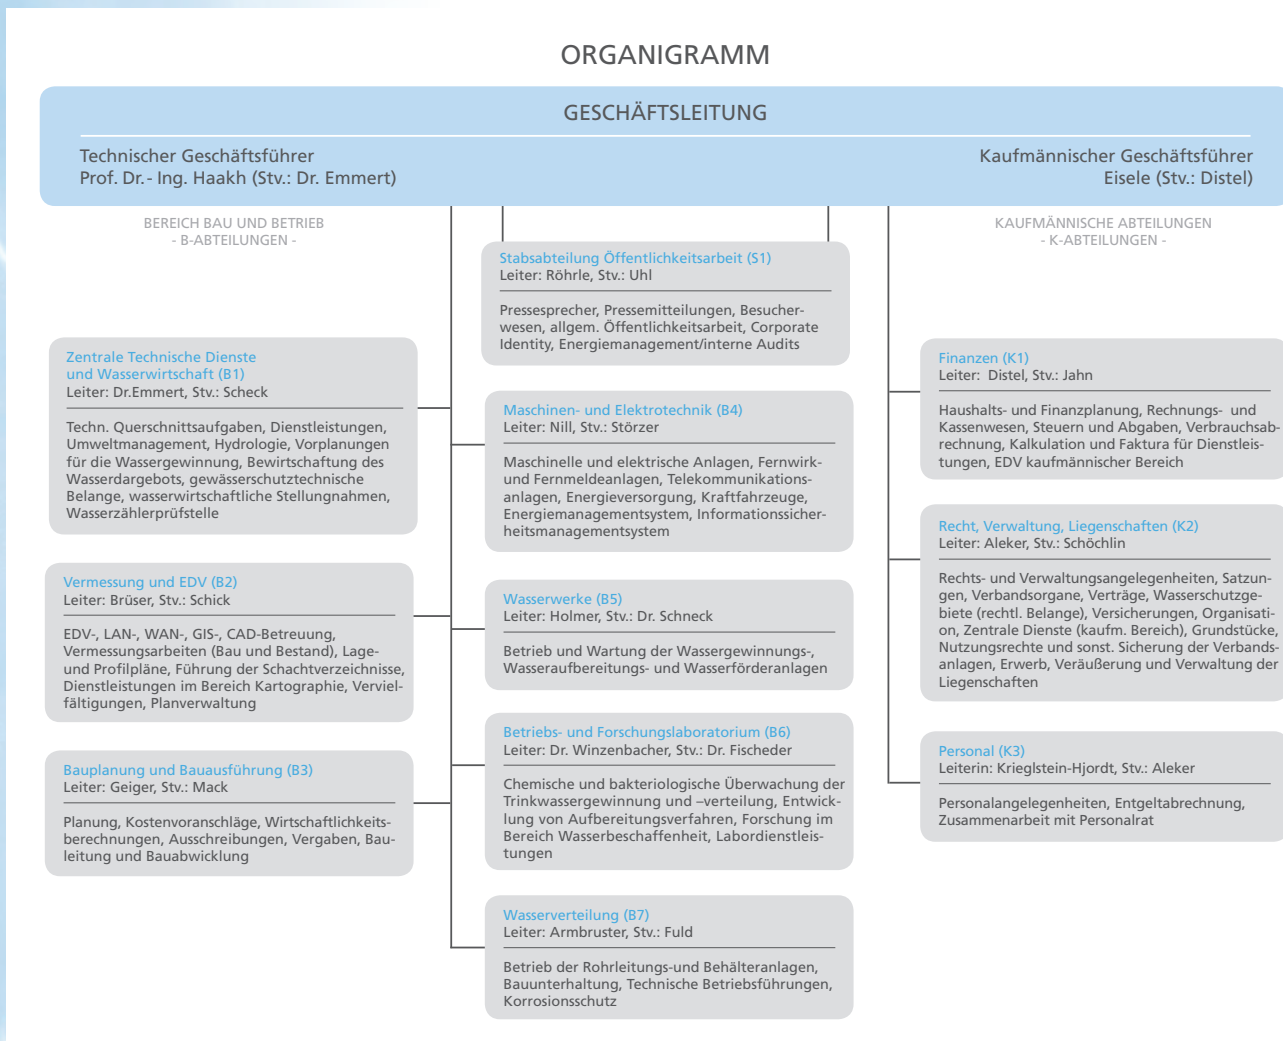 ORGANIGRAMM
GESCHÄFTSLEITUNG
Technischer Geschäftsführer
Prof. Dr.- Ing. Haakh (Stv.: Dr. Emmert)
Kaufmännischer Geschäftsführer
Eisele (Stv.: Distel)
BEREICH BAU UND BETRIEB
- B-ABTEILUNGEN -
Zentrale Technische Dienste
und Wasserwirtschaft (B1)
Leiter: Dr.Emmert, Stv.: Scheck
Techn. Querschnittsaufgaben, Dienstleistungen,
Umweltmanagement, Hydrologie, Vorplanungen
für die Wassergewinnung, Bewirtschaftung des
Wasserdargebots, gewässerschutztechnische
Belange, wasserwirtschaftliche Stellungnahmen,
Wasserzählerprüfstelle
Vermessung und EDV (B2)
Leiter: Brüser, Stv.: Schick
EDV-, LAN-, WAN-, GIS-, CAD-Betreuung,
Vermessungsarbeiten (Bau und Bestand), Lage-
und Profilpläne, Führung der Schachtverzeichnisse,
Dienstleistungen im Bereich Kartographie, Verviel-
fältigungen, Planverwaltung
Bauplanung und Bauausführung (B3)
Leiter: Geiger, Stv.: Mack
Planung, Kostenvoranschläge, Wirtschaftlichkeits-
berechnungen, Ausschreibungen, Vergaben, Bau-
leitung und Bauabwicklung
Stabsabteilung Öffentlichkeitsarbeit (S1)
Leiter: Röhrle, Stv.: Uhl
Pressesprecher, Pressemitteilungen, Besucher-
wesen, allgem. Öffentlichkeitsarbeit, Corporate
Identity, Energiemanagement/interne Audits
Maschinen- und Elektrotechnik (B4)
Leiter: Nill, Stv.: Störzer
Maschinelle und elektrische Anlagen, Fernwirk-
und Fernmeldeanlagen, Telekommunikations-
anlagen, Energieversorgung, Kraftfahrzeuge,
Energiemanagementsystem, Informationssicher-
heitsmanagementsystem
Wasserwerke (B5)
Leiter: Holmer, Stv.: Dr. Schneck
Betrieb und Wartung der Wassergewinnungs-,
Wasseraufbereitungs- und Wasserförderanlagen
Betriebs- und Forschungslaboratorium (B6)
Leiter: Dr. Winzenbacher, Stv.: Dr. Fischeder
Chemische und bakteriologische Überwachung der
Trinkwassergewinnung und –verteilung, Entwick-
lung von Aufbereitungsverfahren, Forschung im
Bereich Wasserbeschaffenheit, Labordienstleis-
tungen
Wasserverteilung (B7)
Leiter: Armbruster, Stv.: Fuld
Betrieb der Rohrleitungs-und Behälteranlagen,
Bauunterhaltung, Technische Betriebsführungen,
Korrosionsschutz
KAUFMÄNNISCHE ABTEILUNGEN
- K-ABTEILUNGEN -
Finanzen (K1)
Leiter: Distel, Stv.: Jahn
Haushalts- und Finanzplanung, Rechnungs- und
Kassenwesen, Steuern und Abgaben, Verbrauchsab-
rechnung, Kalkulation und Faktura für Dienstleis-
tungen, EDV kaufmännischer Bereich
Recht, Verwaltung, Liegenschaften (K2)
Leiter: Aleker, Stv.: Schöchlin
Rechts- und Verwaltungsangelegenheiten, Satzun-
gen, Verbandsorgane, Verträge, Wasserschutzge-
biete (rechtl. Belange), Versicherungen, Organisati-
on, Zentrale Dienste (kaufm. Bereich), Grundstücke,
Nutzungsrechte und sonst. Sicherung der Verbands-
anlagen, Erwerb, Veräußerung und Verwaltung der
Liegenschaften
Personal (K3)
Leiterin: Krieglstein-Hjordt, Stv.: Aleker
Personalangelegenheiten, Entgeltabrechnung,
Zusammenarbeit mit Personalrat